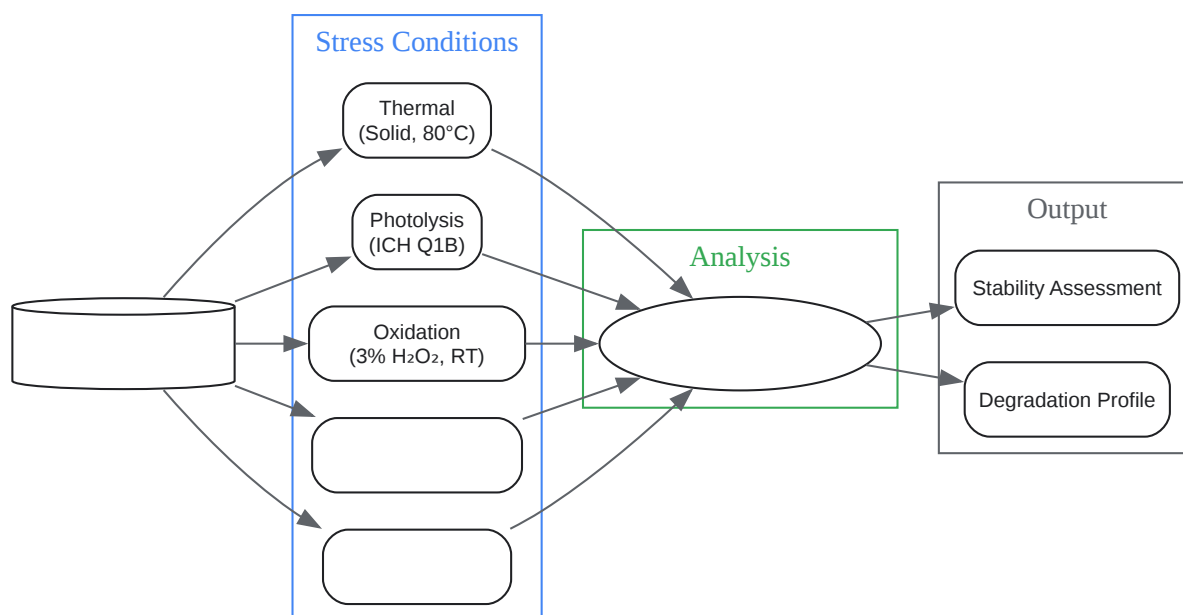 Stress Conditions
Thermal
(Solid, 80°C)
Photolysis
(ICH Q1B)
Oxidation
(3% H₂O₂, RT)
Analysis
Output
Stability Assessment
Degradation Profile